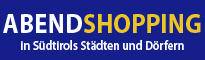 ABENDSHOPPING
in Südtirols Städten und Dörfern